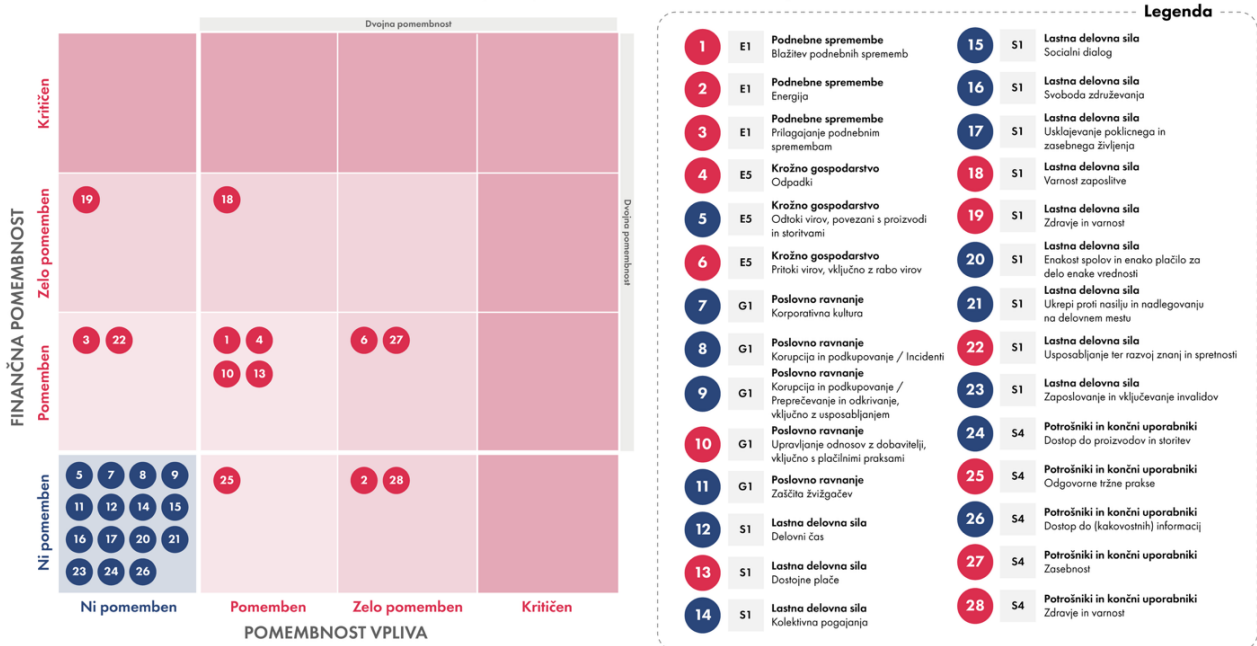 Dvojna pomembnost
Dvojna pomembnost
FINANČNA POMEMBNOST
Kritičen
Zelo pomemben
Pomemben
Ni pomemben
19
18
3 22
1 4
10 13
6 27
5 7 8 9
11 12 14 15
16 17 20 21
23 24 26
25
2 28
Ni pomemben
Pomemben
Zelo pomemben
Kritičen
POMEMBNOST VPLIVA
Legenda
1 E1 Podnebne spremembe
Blažitev podnebnih sprememb
2 E1 Podnebne spremembe
Energija
3 E1 Podnebne spremembe
Prilagajanje podnebnim
spremembam
4 E5 Krožno gospodarstvo
Odpadki
5 E5 Krožno gospodarstvo
Odtoki virov, povezani s proizvodi
in storitvami
6 E5 Krožno gospodarstvo
Pritoki virov, vključno z rabo virov
7 G1 Poslovno ravnanje
Korporativna kultura
8 G1 Poslovno ravnanje
Korupcija in podkupovanje / Incidenti
9 G1 Poslovno ravnanje
Korupcija in podkupovanje /
Preprečevanje in odkrivanje,
vključno z usposabljanjem
10 G1 Poslovno ravnanje
Upravljanje odnosov z dobavitelji,
vključno s plačilnimi praksami
11 G1 Poslovno ravnanje
Zaščita žvižgačev
12 S1 Lastna delovna sila
Delovni čas
13 S1 Lastna delovna sila
Dostojne plače
14 S1 Lastna delovna sila
Kolektivna pogajanja
15 S1 Lastna delovna sila
Socialni dialog
16 S1 Lastna delovna sila
Svoboda združevanja
17 S1 Lastna delovna sila
Usklajevanje poklicnega in
zasebnega življenja
18 S1 Lastna delovna sila
Varnost zaposlitve
19 S1 Lastna delovna sila
Zdravje in varnost
20 S1 Lastna delovna sila
Enakost spolov in enako plačilo za
delo enake vrednosti
21 S1 Lastna delovna sila
Ukrepi proti nasilju in nadlegovanju
na delovnem mestu
22 S1 Lastna delovna sila
Usposabljanje ter razvoj znanj in spretnosti
23 S1 Lastna delovna sila
Zaposlovanje in vključevanje invalidov
24 S4 Potrošniki in končni uporabniki
Dostop do proizvodov in storitev
25 S4 Potrošniki in končni uporabniki
Odgovorne tržne prakse
26 S4 Potrošniki in končni uporabniki
Dostop do (kakovostnih) informacij
27 S4 Potrošniki in končni uporabniki
Zasebnost
28 S4 Potrošniki in končni uporabniki
Zdravje in varnost